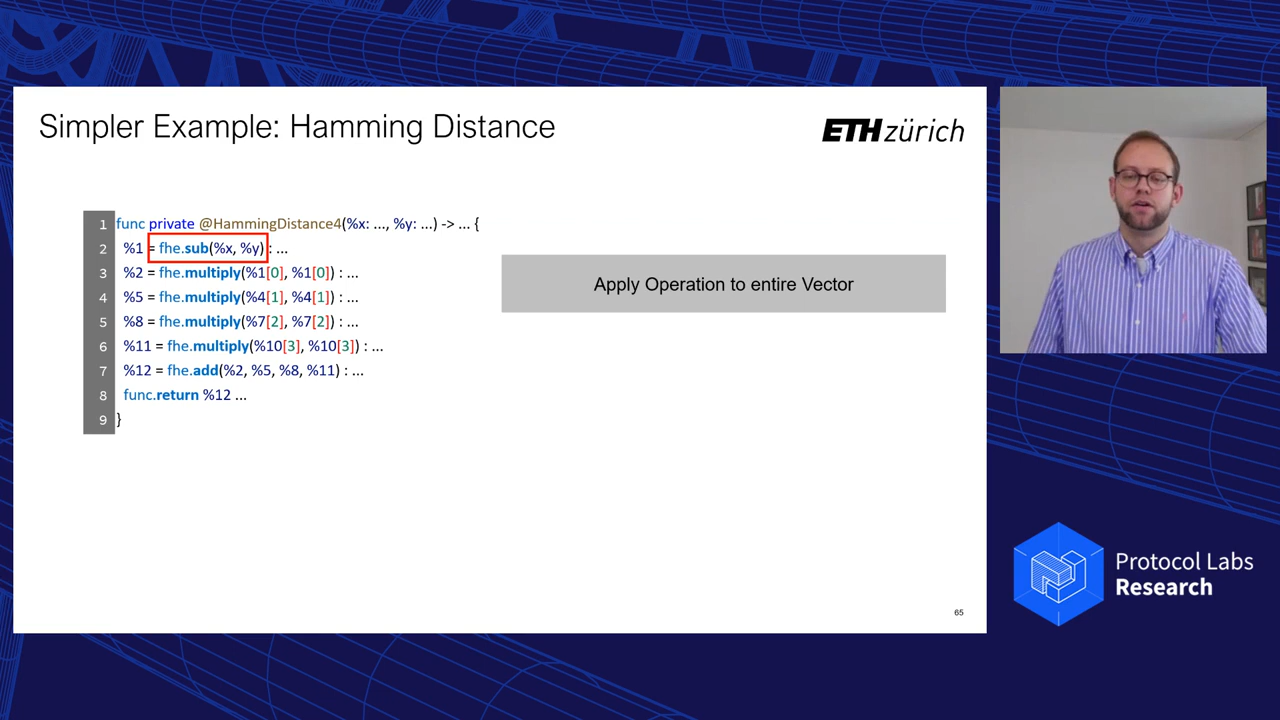 Simpler Example: Hamming Distance
ETH zürich
1 func private @HammingDistance4(%x: ..., %y: ...) -> ... {
2 %1 = fhe.sub(%x, %y) : ...
3 %2 = fhe.multiply(%1[0], %1[0]) : ...
4 %5 = fhe.multiply(%4[1], %4[1]) : ...
5 %8 = fhe.multiply(%7[2], %7[2]) : ...
6 %11 = fhe.multiply(%10[3], %10[3]) : ...
7 %12 = fhe.add(%2, %5, %8, %11) : ...
8 func.return %12 ...
9 }
Apply Operation to entire Vector
65
Protocol Labs
Research